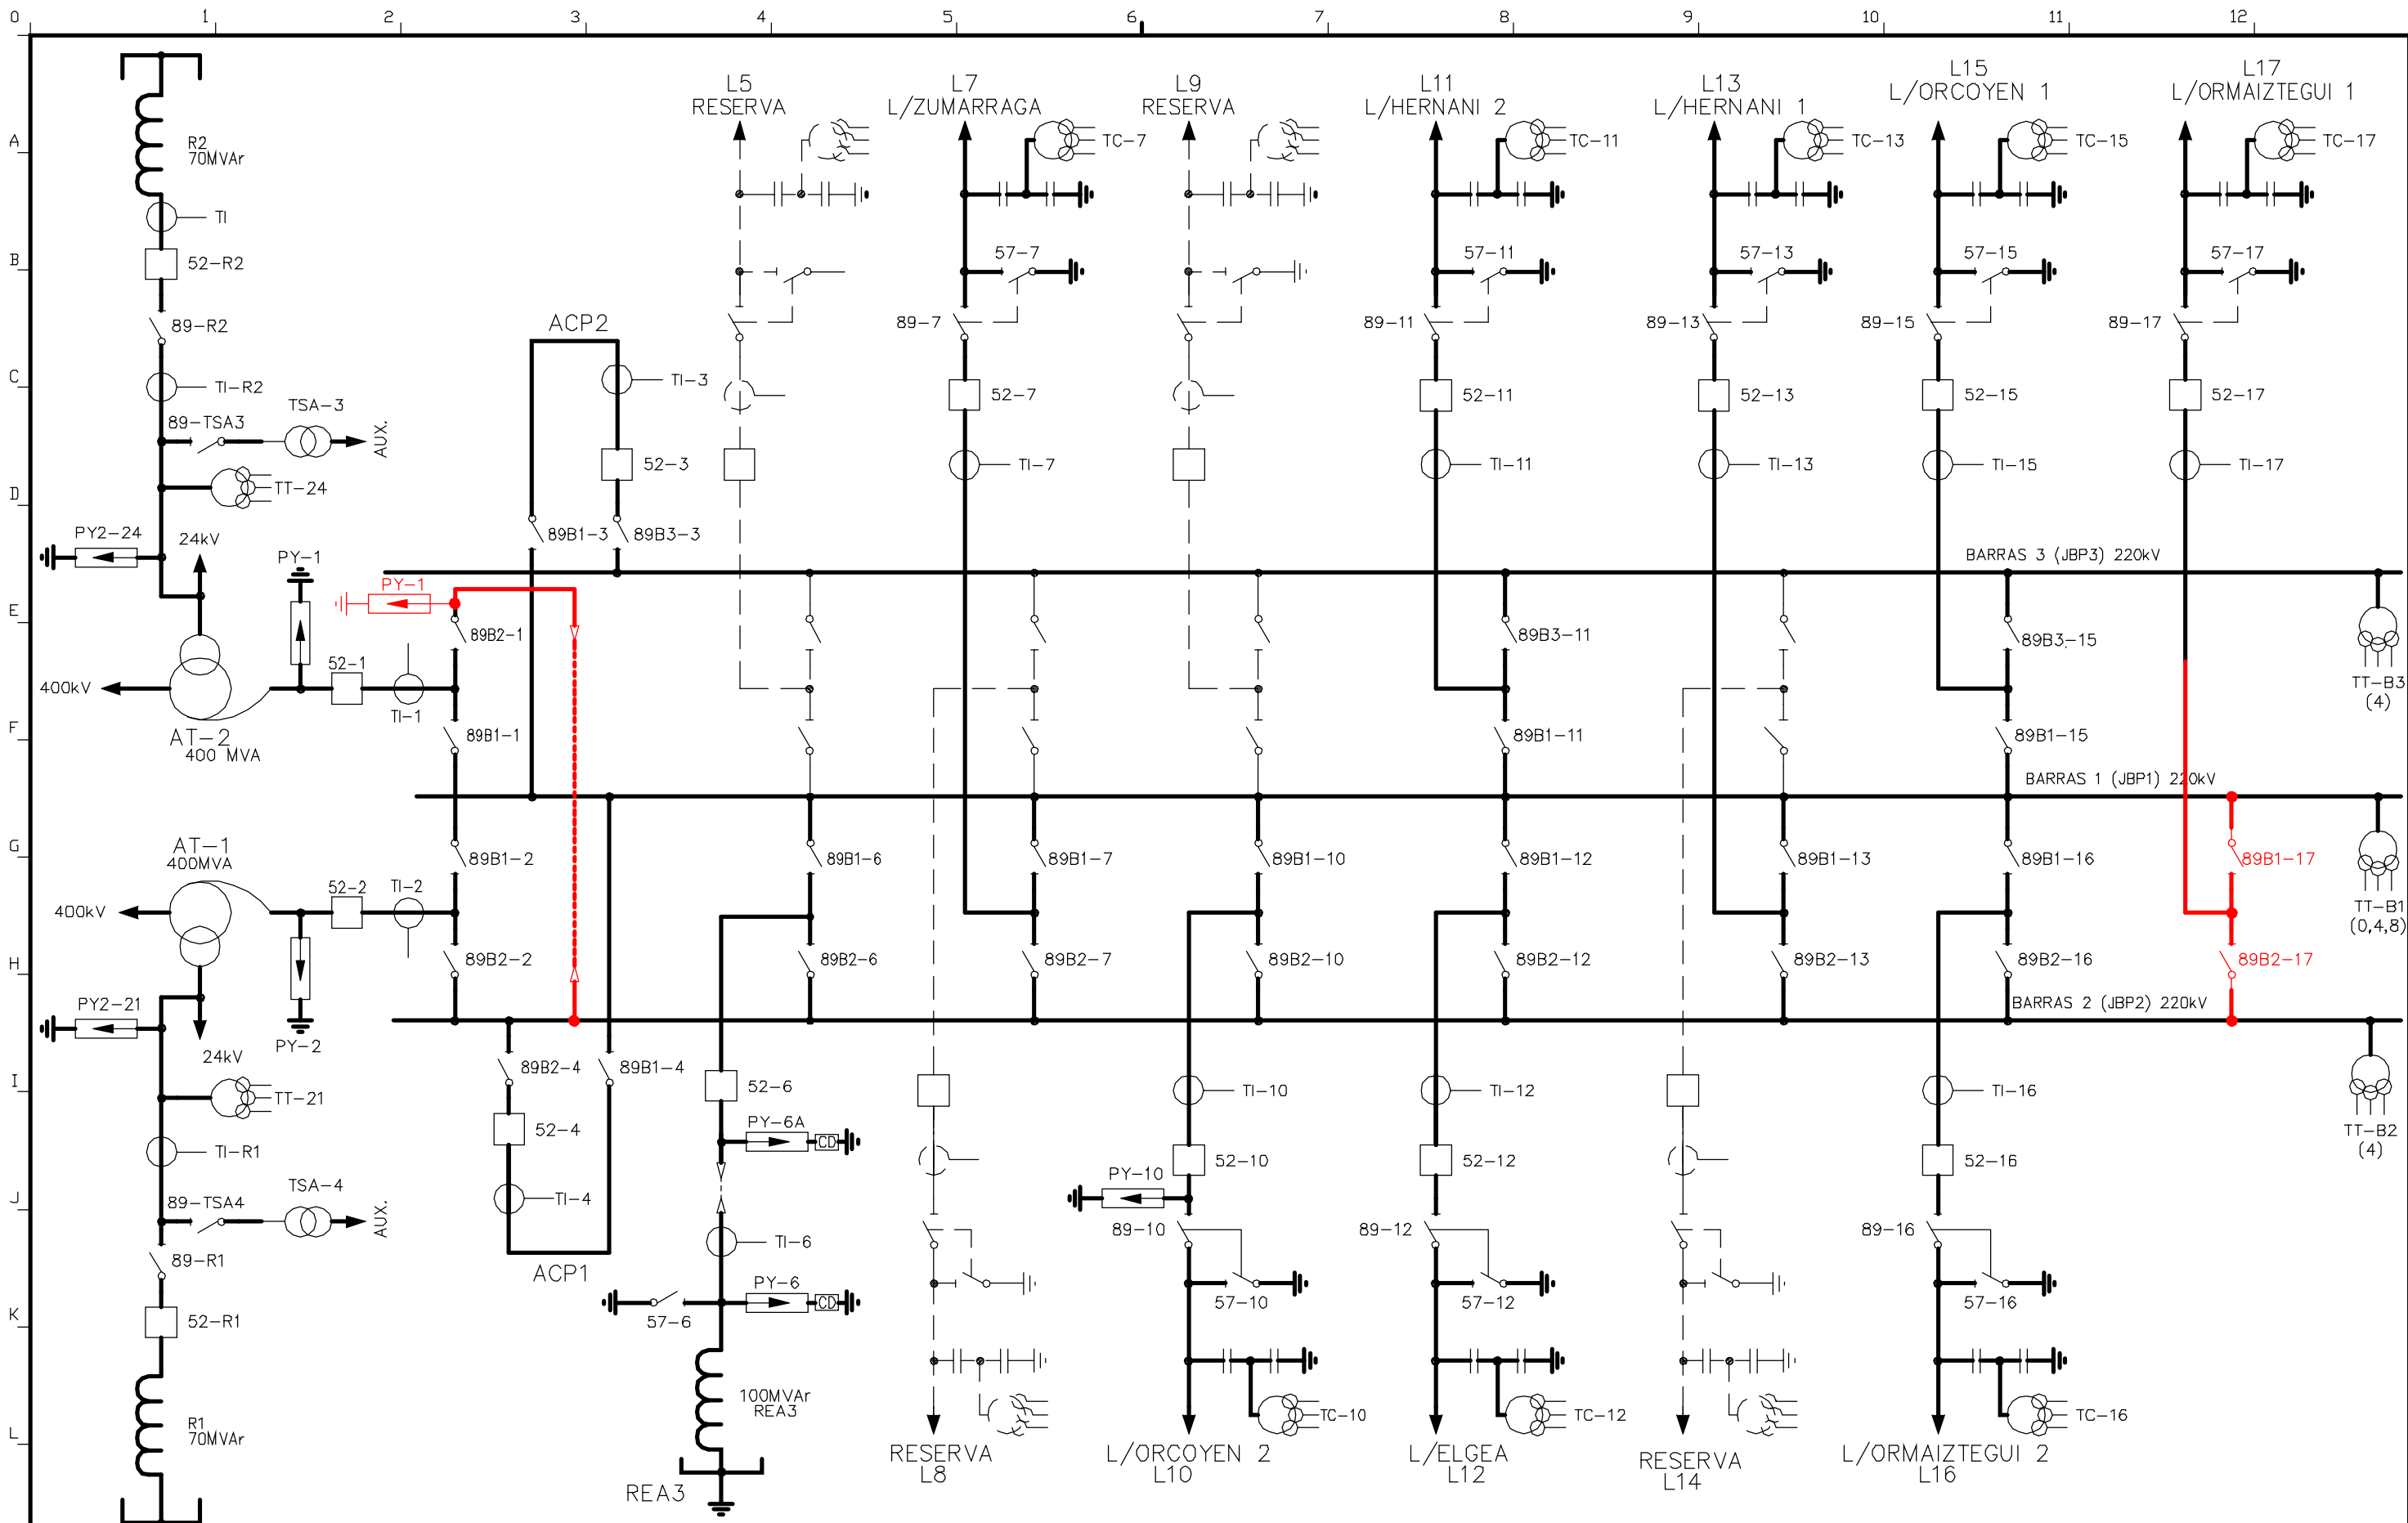 0 1 2 3 4 5 6 7 8 9 10 11 12
A
B
C
D
E
F
G
H
I
J
K
L
R2
70MVAr
TI
52-R2
89-R2
TI-R2
TSA-3
89-TSA3
AUX.
TT-24
PY2-24
24kV
PY-1
400kV
52-1
TI-1
AT-2
400 MVA
PY-1
89B2-1
89B1-1
AT-1
400MVA
400kV
52-2
TI-2
89B1-2
89B2-2
PY2-21
24kV
PY-2
TT-21
TI-R1
TSA-4
89-TSA4
AUX.
89-R1
52-R1
R1
70MVAr
ACP2
TI-3
52-3
89B1-3
89B3-3
89B2-4
89B1-4
52-4
TI-4
ACP1
L5
RESERVA
89B1-6
89B2-6
52-6
PY-6A
CD
TI-6
PY-6
CD
57-6
100MVAr
REA3
REA3
L7
L/ZUMARRAGA
TC-7
57-7
89-7
52-7
TI-7
89B1-7
89B2-7
RESERVA
L8
L9
RESERVA
89B1-10
89B2-10
TI-10
52-10
PY-10
89-10
57-10
TC-10
L/ORCOYEN 2
L10
L11
L/HERNANI 2
TC-11
57-11
89-11
52-11
TI-11
89B3-11
89B1-11
89B1-12
89B2-12
TI-12
52-12
89-12
57-12
TC-12
L/ELGEA
L12
L13
L/HERNANI 1
TC-13
57-13
89-13
52-13
TI-13
89B1-13
89B2-13
RESERVA
L14
L15
L/ORCOYEN 1
TC-15
57-15
89-15
52-15
TI-15
BARRAS 3 (JBP3) 220kV
89B3-15
89B1-15
BARRAS 1 (JBP1) 220kV
89B1-16
89B2-16
BARRAS 2 (JBP2) 220kV
TI-16
52-16
89-16
57-16
TC-16
L/ORMAIZTEGUI 2
L16
L17
L/ORMAIZTEGUI 1
TC-17
57-17
89-17
52-17
TI-17
89B1-17
89B2-17
TT-B3
(4)
TT-B1
(0,4,8)
TT-B2
(4)